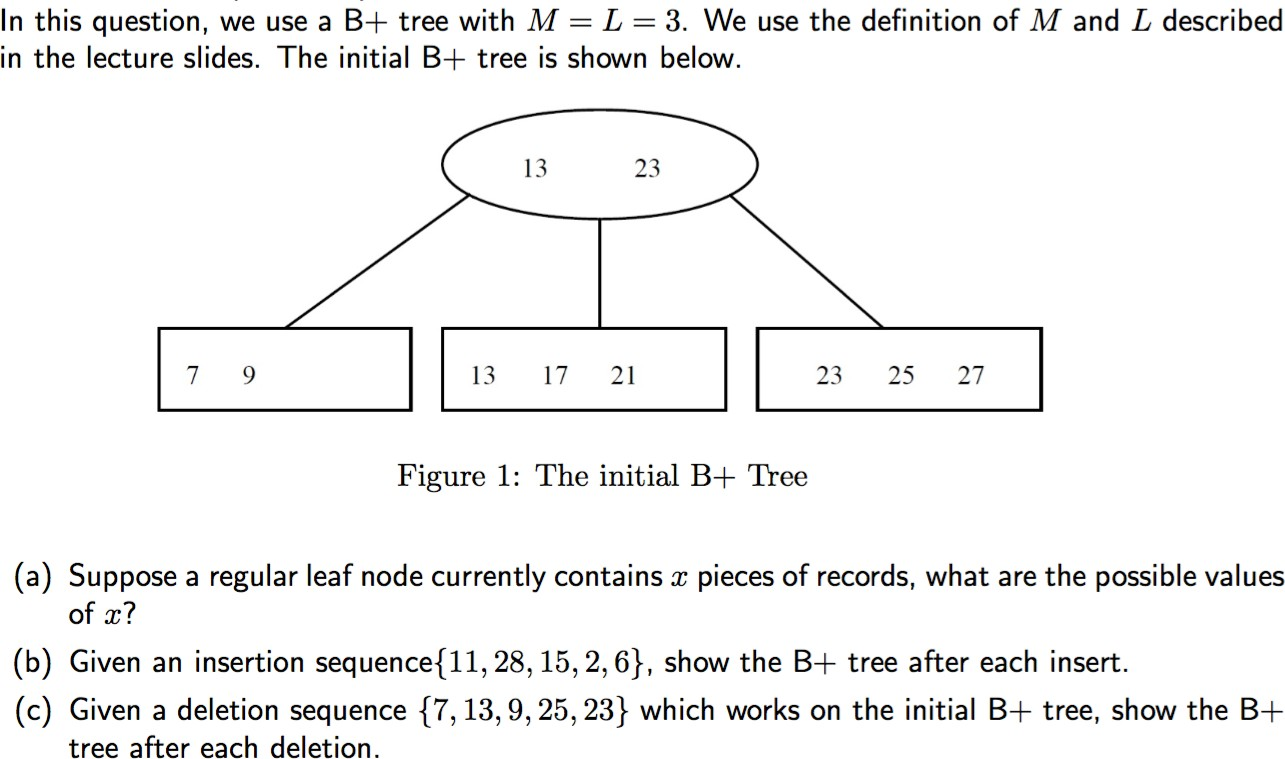 In this question, we use a B+ tree with M = L = 3. We use the definition of M and L described
in the lecture slides. The initial B+ tree is shown below.
13 23
7 9 13 17 21 23 25 27
Figure 1: The initial B+ Tree
(a) Suppose a regular leaf node currently contains x pieces of records, what are the possible values
of x?
(b) Given an insertion sequence{11, 28, 15, 2, 6}, show the B+ tree after each insert.
(c) Given a deletion sequence {7, 13, 9, 25, 23} which works on the initial B+ tree, show the B+
tree after each deletion.